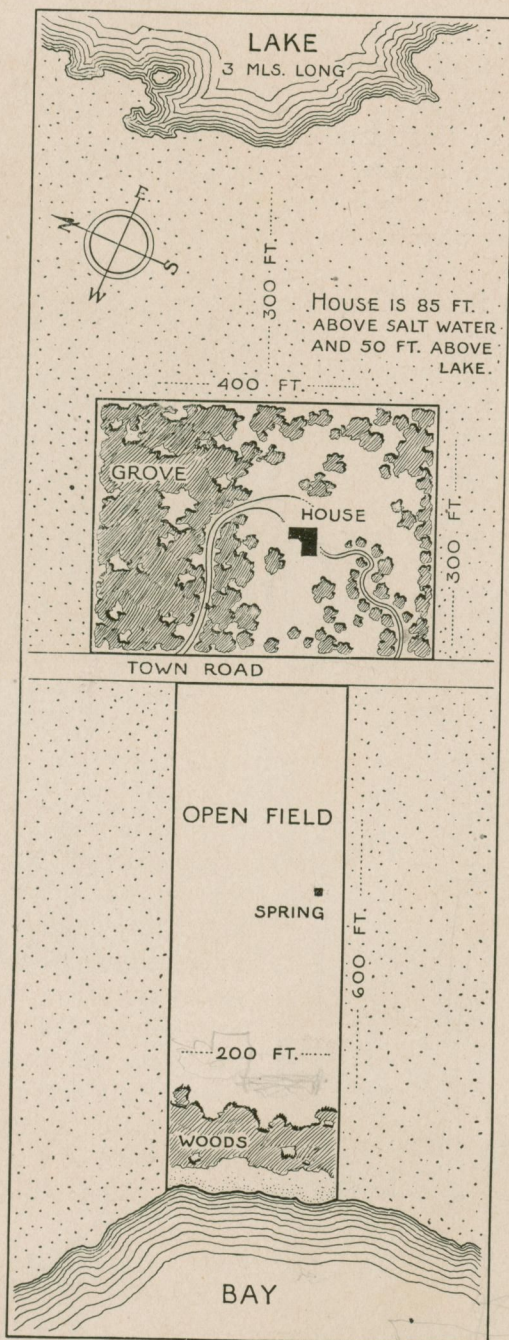 LAKE
3 MLS. LONG
E
N
S
W
300 FT.
HOUSE IS 85 FT.
ABOVE SALT WATER
AND 50 FT. ABOVE
LAKE.
400 FT.
GROVE
HOUSE
300 FT.
TOWN ROAD
OPEN FIELD
SPRING
600 FT.
200 FT.
WOODS
BAY